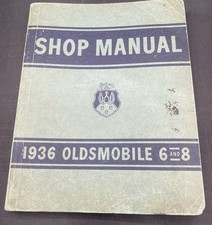 SHOP MANUAL
1936 OLDSMOBILE 6 AND 8